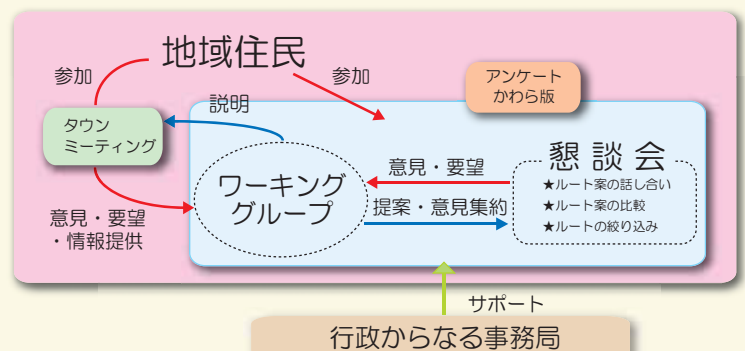 地域住民
参加
参加
アンケート
かわら版
説明
タウン
ミーティング
ワーキング
グループ
意見・要望
提案・意見集約
懇談会
★ルート案の話し合い
★ルート案の比較
★ルートの絞り込み
意見・要望
・情報提供
サポート
行政からなる事務局